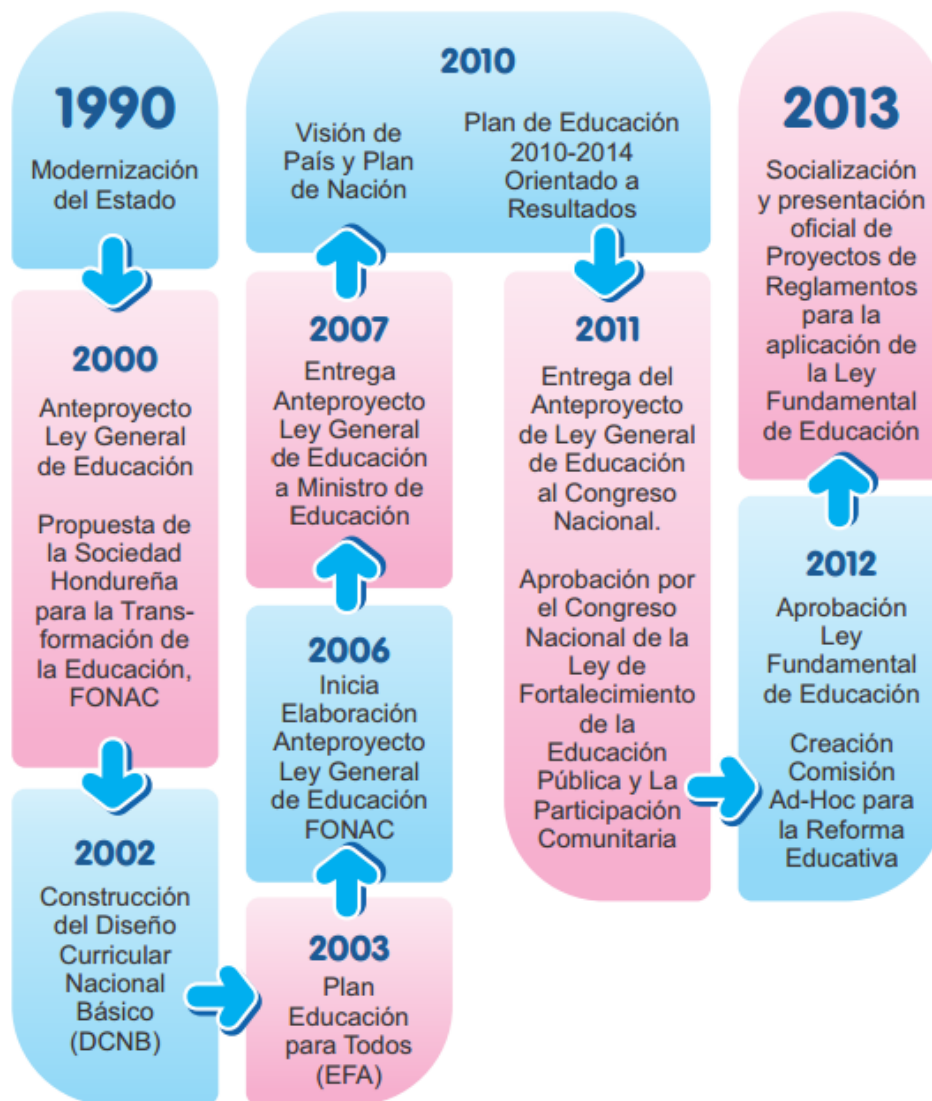 1990
Modernización
del Estado
2000
Anteproyecto
Ley General
de Educación
Propuesta de
la Sociedad
Hondureña
para la Trans-
formación de
la Educación,
FONAC
2002
Construcción
del Diseño
Curricular
Nacional
Básico
(DCNB)
2003
Plan
Educación
para Todos
(EFA)
2006
Inicia
Elaboración
Anteproyecto
Ley General
de Educación
FONAC
2007
Entrega
Anteproyecto
Ley General
de Educación
a Ministro de
Educación
2010
Visión de
País y Plan
de Nación
Plan de Educación
2010-2014
Orientado a
Resultados
2011
Entrega del
Anteproyecto
de Ley General
de Educación
al Congreso
Nacional.
Aprobación por
el Congreso
Nacional de la
Ley de
Fortalecimiento
de la
Educación
Pública y La
Participación
Comunitaria
2012
Aprobación
Ley
Fundamental
de Educación
Creación
Comisión
Ad-Hoc para
la Reforma
Educativa
2013
Socialización
y presentación
oficial de
Proyectos de
Reglamentos
para la
aplicación de
la Ley
Fundamental
de Educación